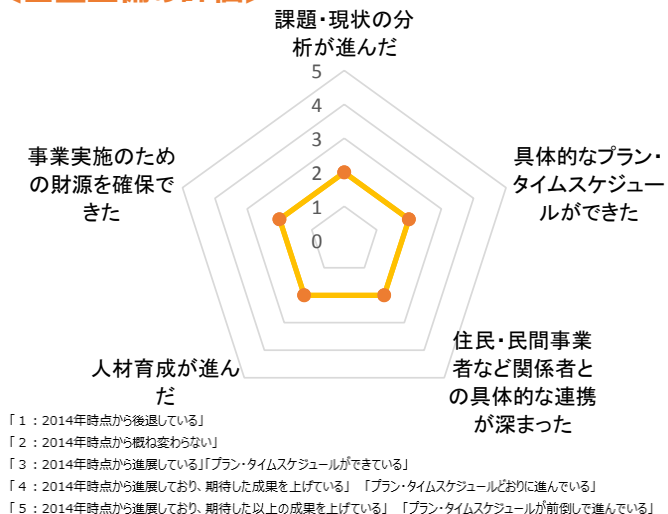 課題・現状の分
析が進んだ
5
4
3
2
1
0
具体的なプラン・
タイムスケジュー
ルができた
事業実施のため
の財源を確保で
きた
住民・民間事業
者など関係者と
の具体的な連携
が深まった
人材育成が進ん
だ
「１：2014年時点から後退している」
「２：2014年時点から概ね変わらない」
「３：2014年時点から進展している」「プラン・タイムスケジュールができている」
「４：2014年時点から進展しており、期待した成果を上げている」　「プラン・タイムスケジュールどおりに進んでいる」
「５：2014年時点から進展しており、期待した以上の成果を上げている」　「プラン・タイムスケジュールが前倒しで進んでいる」